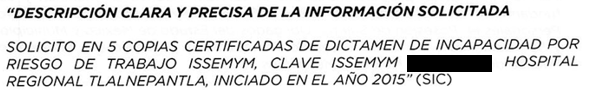 “DESCRIPCIÓN CLARA Y PRECISA DE LA INFORMACIÓN SOLICITADA
SOLICITO EN 5 COPIAS CERTIFICADAS DE DICTAMEN DE INCAPACIDAD POR
RIESGO DE TRABAJO ISSEMYM, CLAVE ISSEMYM HOSPITAL
REGIONAL TLALNEPANTLA, INICIADO EN EL AÑO 2015” (SIC)